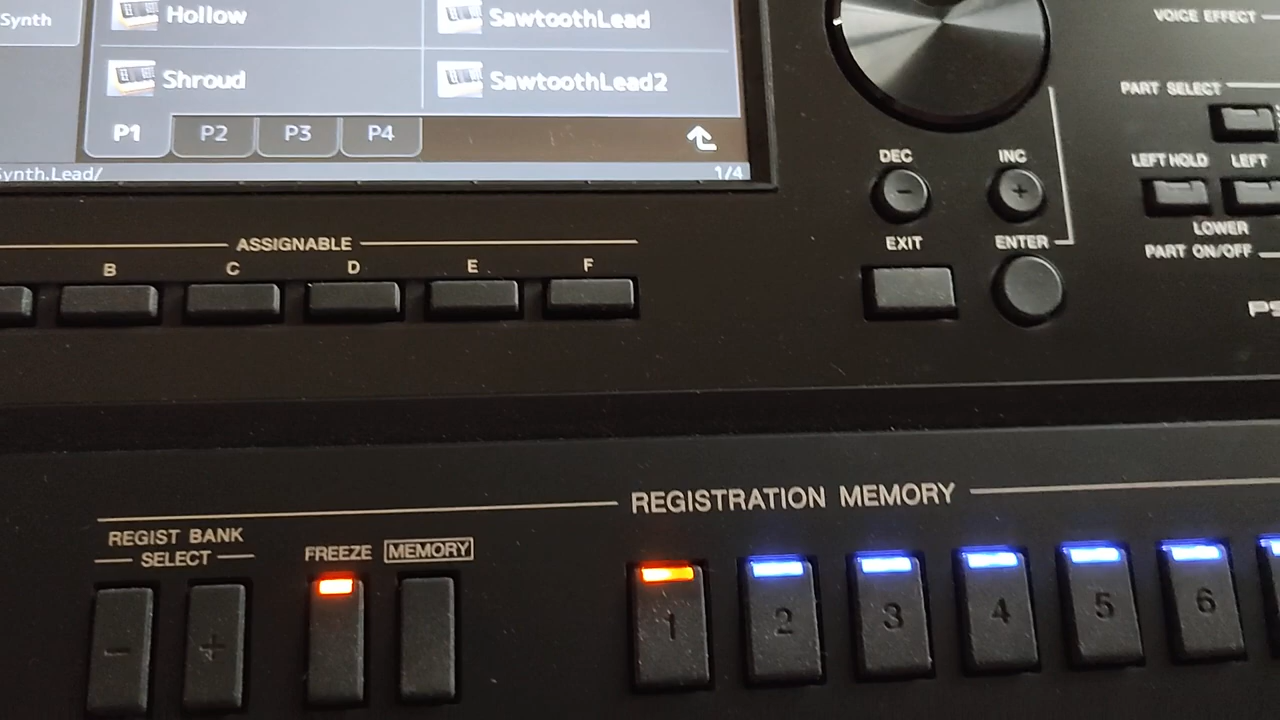 Synth
Hollow
SawtoothLead
Shroud
SawtoothLead2
P1 P2 P3 P4
Synth.Lead/
1/4
VOICE EFFECT
PART SELECT
DEC
INC
LEFT HOLD
LEFT
LOWER
PART ON/OFF
EXIT
ENTER
ASSIGNABLE
B C D E F
REGISTRATION MEMORY
REGIST BANK
SELECT
FREEZE
MEMORY
- +
1 2 3 4 5 6